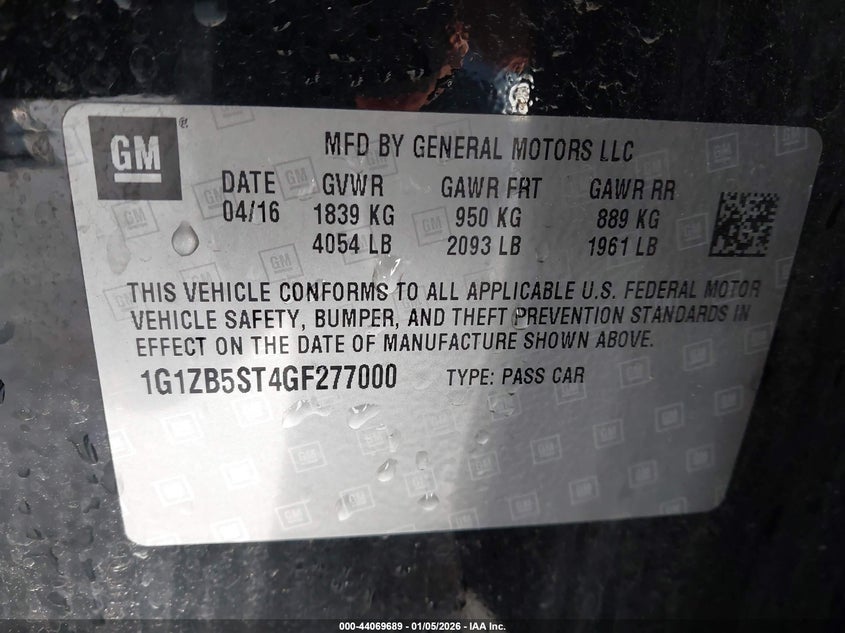 GM ®
MFD BY GENERAL MOTORS LLC
DATE GVWR GAWR FRT GAWR RR
04/16 1839 KG 950 KG 889 KG
4054 LB 2093 LB 1961 LB
THIS VEHICLE CONFORMS TO ALL APPLICABLE U.S. FEDERAL MOTOR
VEHICLE SAFETY, BUMPER, AND THEFT PREVENTION STANDARDS IN
EFFECT ON THE DATE OF MANUFACTURE SHOWN ABOVE.
1G1ZB5ST4GF277000 TYPE: PASS CAR
000-44069689 - 01/05/2026 - IAA Inc.